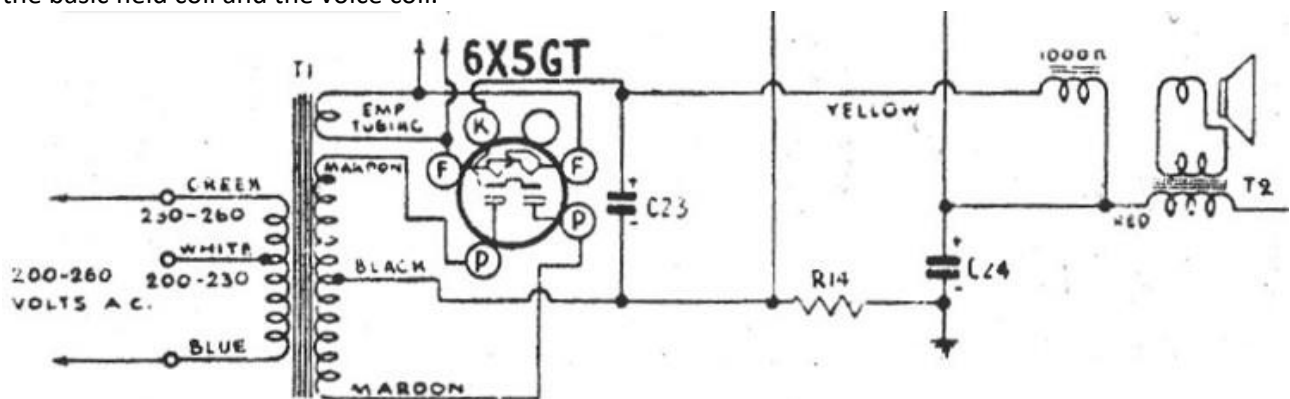 the basic field coil and the voice coil.
6X5GT
T1
1000Ω
EMP
TUBING
K
YELLOW
MAROON
F
F
GREEN
230-260
C23
P
T2
RED
WHITE
200-230
BLACK
P
200-260
VOLTS A C.
R14
C24
BLUE
MAROON